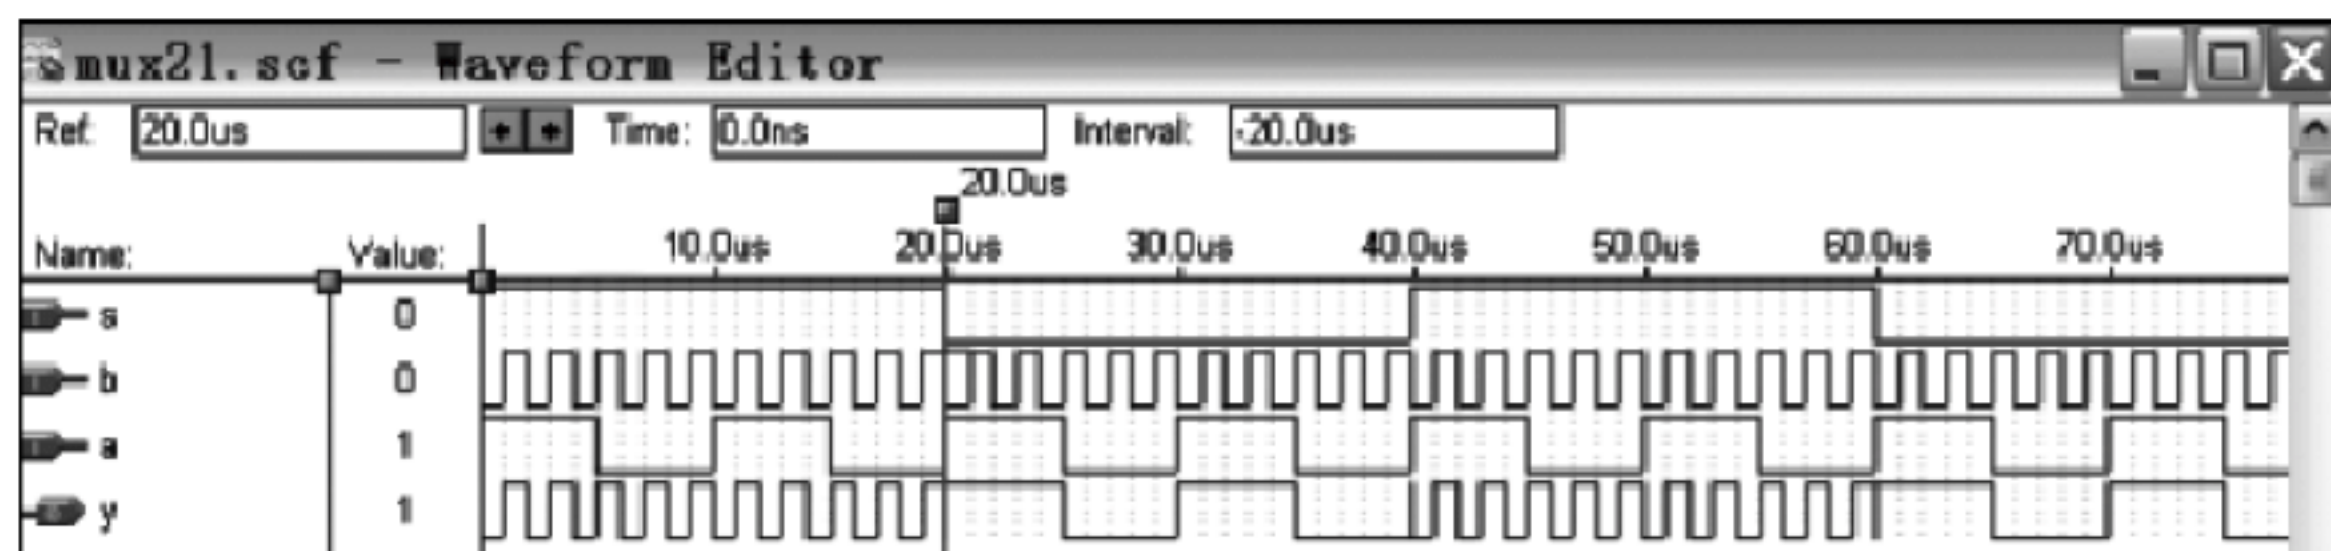 mux21.scf - Waveform Editor
Ref: 20.0us Time: 0.0ns Interval: -20.0us
20.0us
Name: Value: 10.0us 20.0us 30.0us 40.0us 50.0us 60.0us 70.0us
s 0
b 0
a 1
y 1